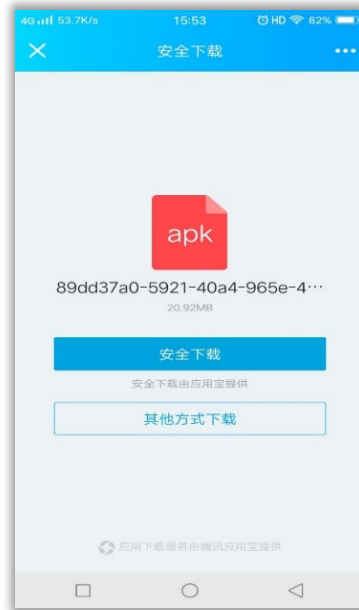 4G 53.7K/s 15:53 HD 82%
安全下载
apk
89dd37a0-5921-40a4-965e-4···
20.92MB
安全下载
安全下载由应用宝提供
其他方式下载
应用下载服务由腾讯应用宝提供